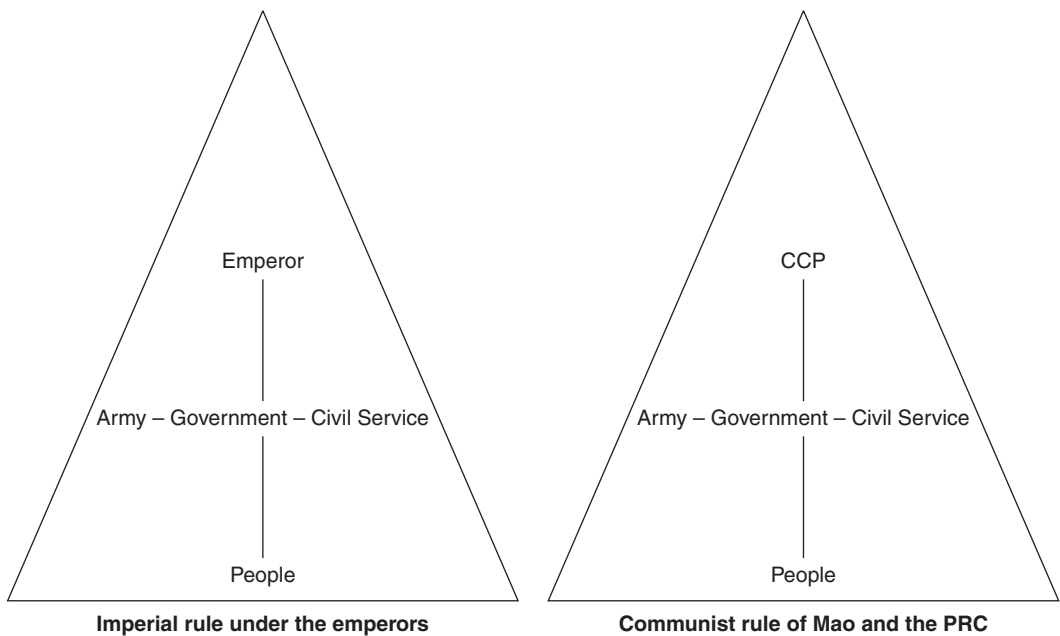 Emperor
Army – Government – Civil Service
People
Imperial rule under the emperors
CCP
Army – Government – Civil Service
People
Communist rule of Mao and the PRC